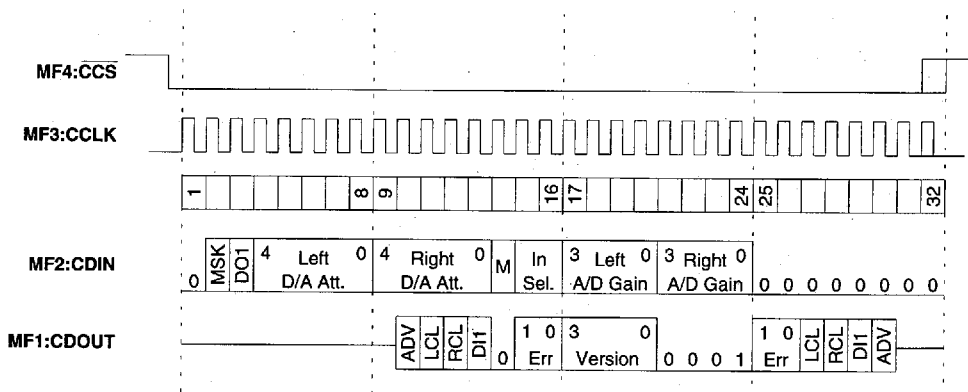 MF4:CCS
MF3:CCLK
1 8 9 16 17 24 25 32
MF2:CDIN
0 MSK DO1 4 Left 0 D/A Att. 4 Right 0 D/A Att. M In Sel. 3 Left 0 A/D Gain 3 Right 0 A/D Gain 0 0 0 0 0 0 0 0
MF1:CDOUT
ADV LCL RCL DI1 0 1 0 Err 3 0 Version 0 0 0 1 1 0 Err LCL RCL DI1 ADV